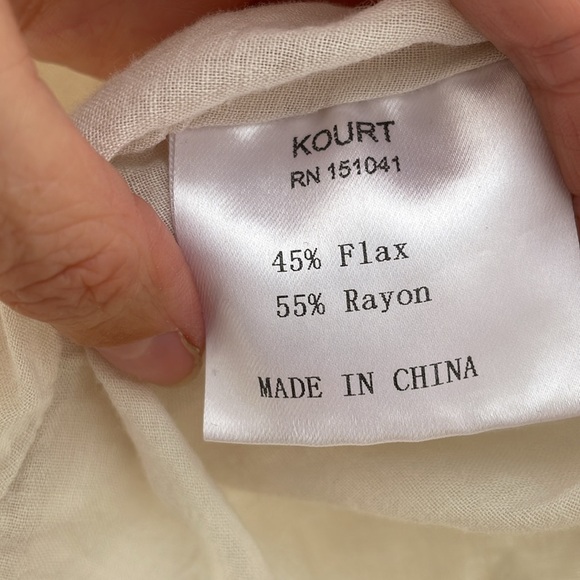 KOURT
RN 151041
45% Flax
55% Rayon
MADE IN CHINA